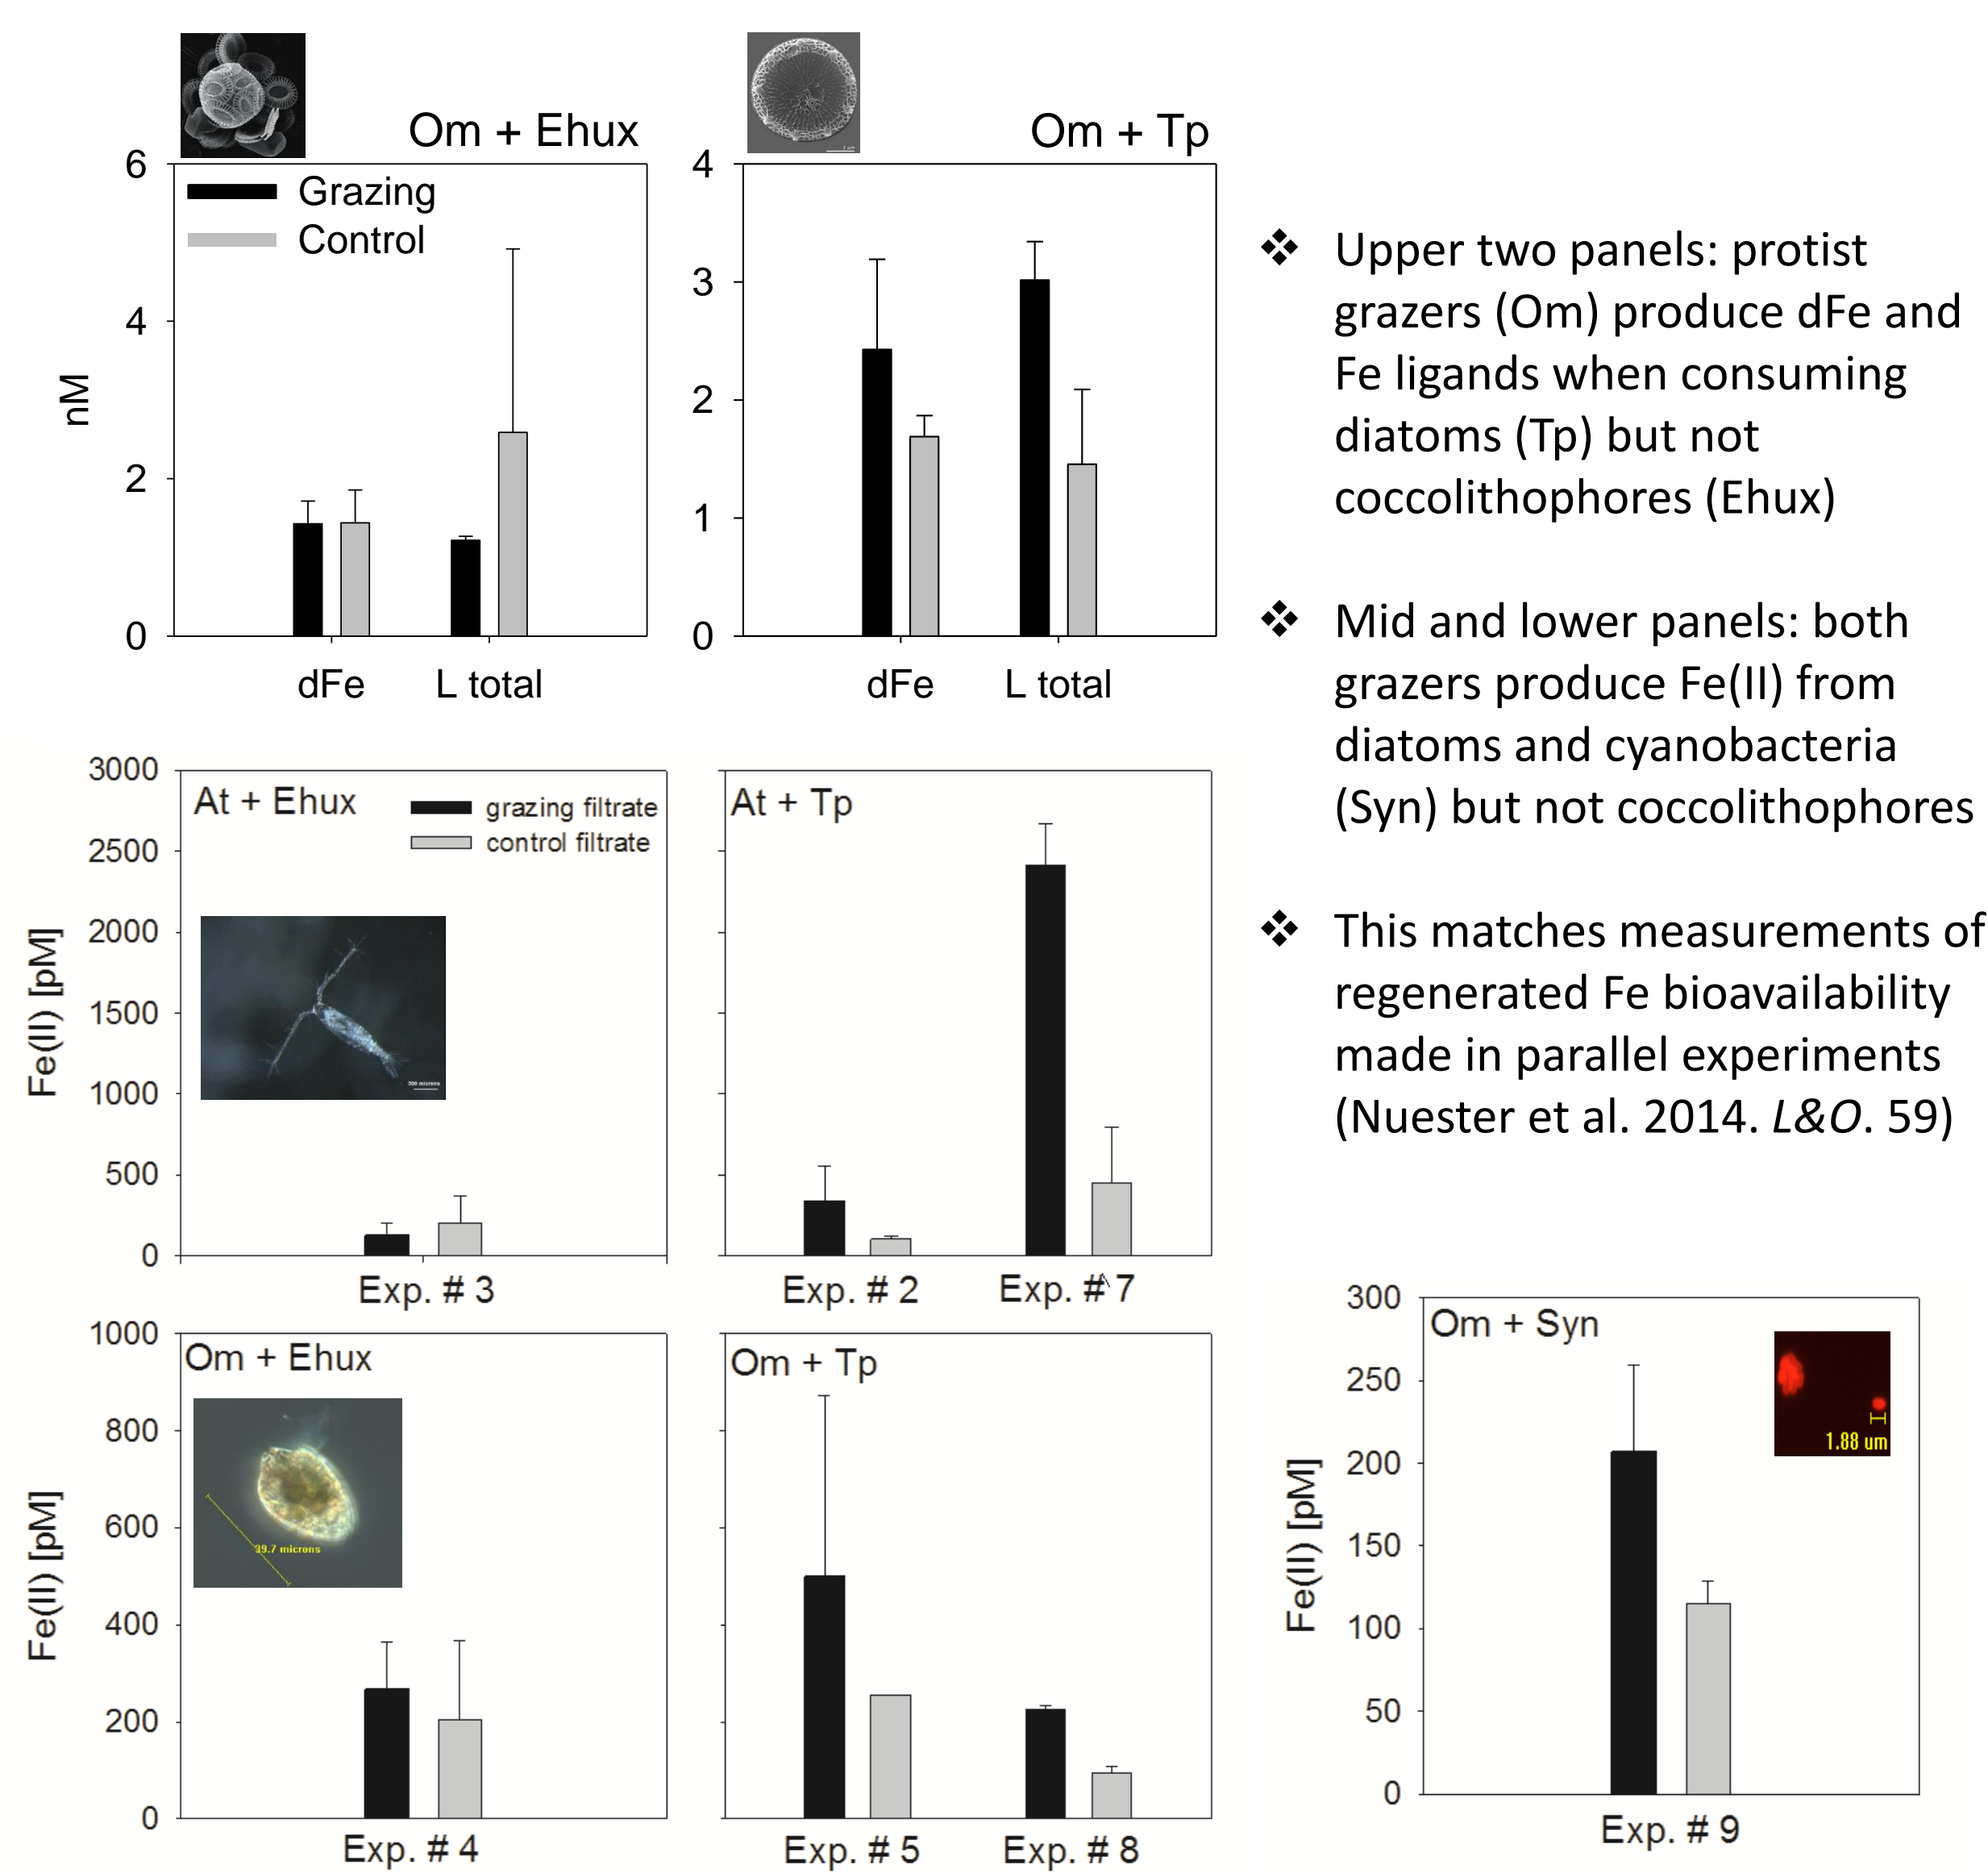 Om + Ehux
Om + Tp
6
4
2
0
nM
Grazing
Control
dFe
L total
4
3
2
1
0
dFe
L total
❖ Upper two panels: protist
grazers (Om) produce dFe and
Fe ligands when consuming
diatoms (Tp) but not
coccolithophores (Ehux)
❖ Mid and lower panels: both
grazers produce Fe(II) from
diatoms and cyanobacteria
(Syn) but not coccolithophores
❖ This matches measurements of
regenerated Fe bioavailability
made in parallel experiments
(Nuester et al. 2014. L&O. 59)
3000
2500
2000
1500
1000
500
0
Fe(II) [pM]
At + Ehux
grazing filtrate
control filtrate
300 microns
Exp. # 3
At + Tp
Exp. # 2
Exp. # 7
1000
800
600
400
200
0
Fe(II) [pM]
Om + Ehux
39.7 microns
Exp. # 4
Om + Tp
Exp. # 5
Exp. # 8
300
250
200
150
100
50
0
Fe(II) [pM]
Om + Syn
1.88 um
Exp. # 9